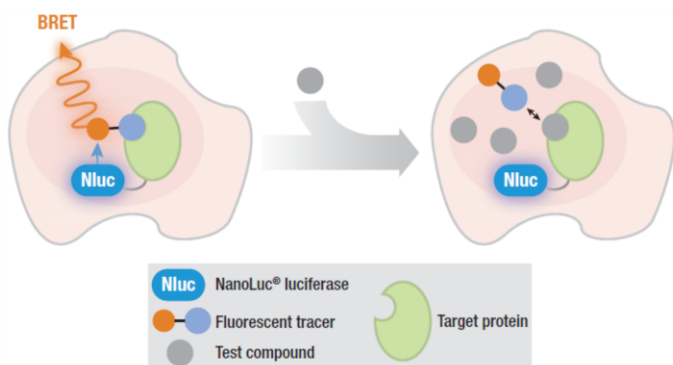 BRET
Nluc
Nluc
Nluc NanoLuc® luciferase
Fluorescent tracer
Target protein
Test compound